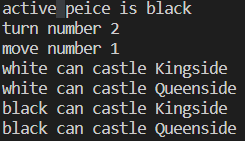 active peice is black
turn number 2
move number 1
white can castle Kingside
white can castle Queenside
black can castle Kingside
black can castle Queenside